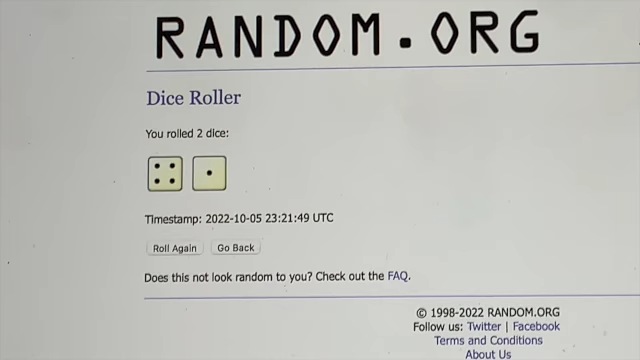 RANDOM.ORG
Dice Roller
You rolled 2 dice:
Timestamp: 2022-10-05 23:21:49 UTC
Roll Again Go Back
Does this not look random to you? Check out the FAQ.
© 1998-2022 RANDOM.ORG
Follow us: Twitter | Facebook
Terms and Conditions
About Us